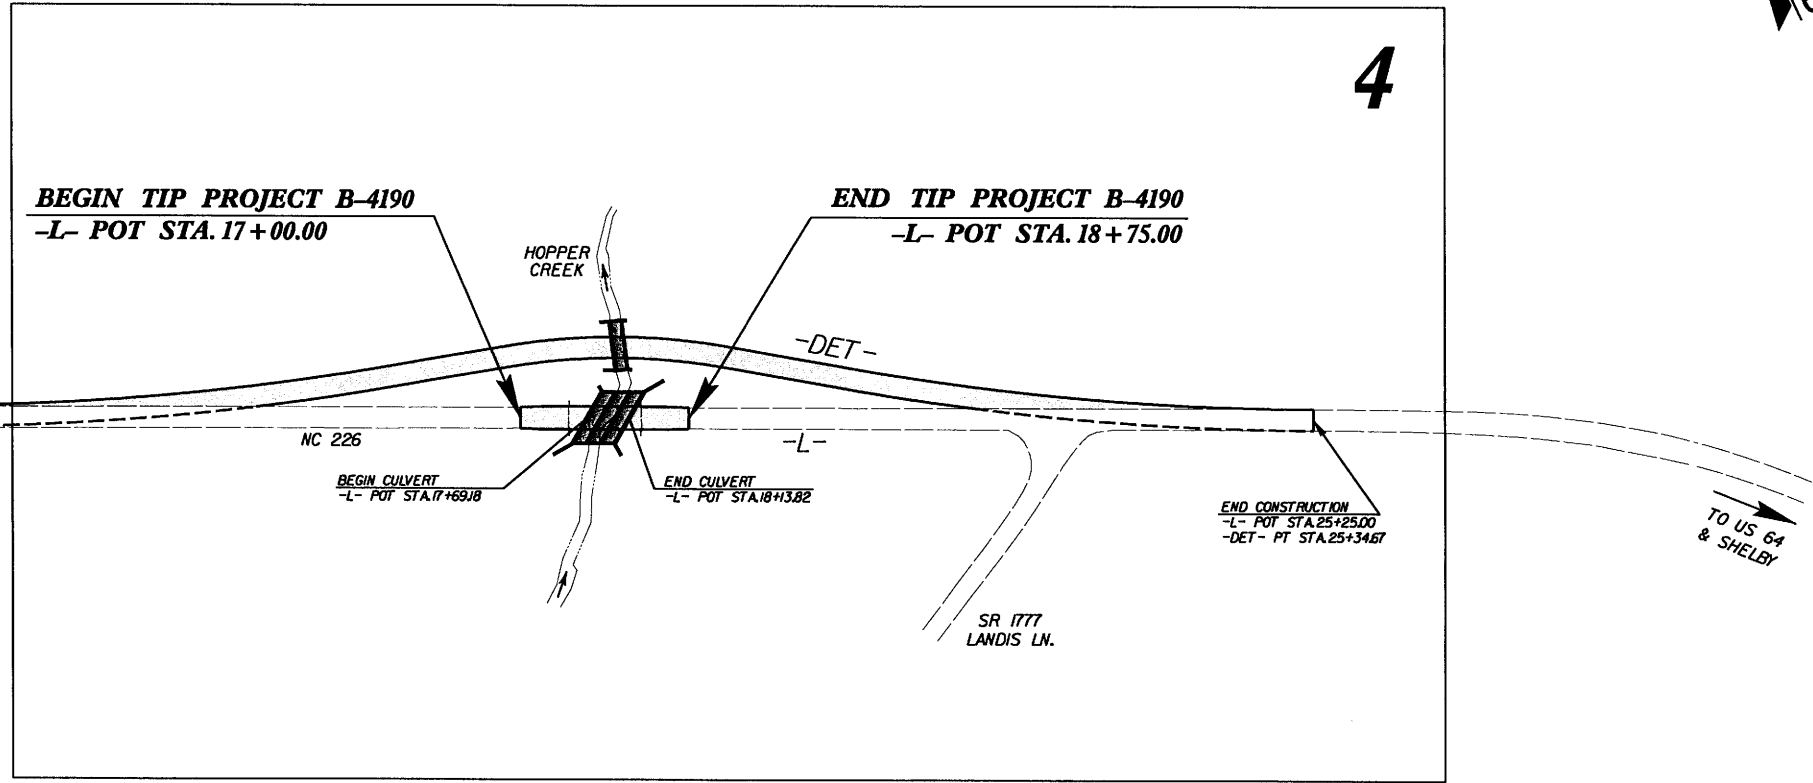 4
BEGIN TIP PROJECT B-4190
-L- POT STA. 17+00.00
END TIP PROJECT B-4190
-L- POT STA. 18+75.00
HOPPER
CREEK
-DET-
NC 226
-L-
BEGIN CULVERT
-L- POT STA.17+69.18
END CULVERT
-L- POT STA.18+13.82
END CONSTRUCTION
-L- POT STA.25+25.00
-DET- PT STA.25+34.67
TO US 64
& SHELBY
SR 1777
LANDIS LN.